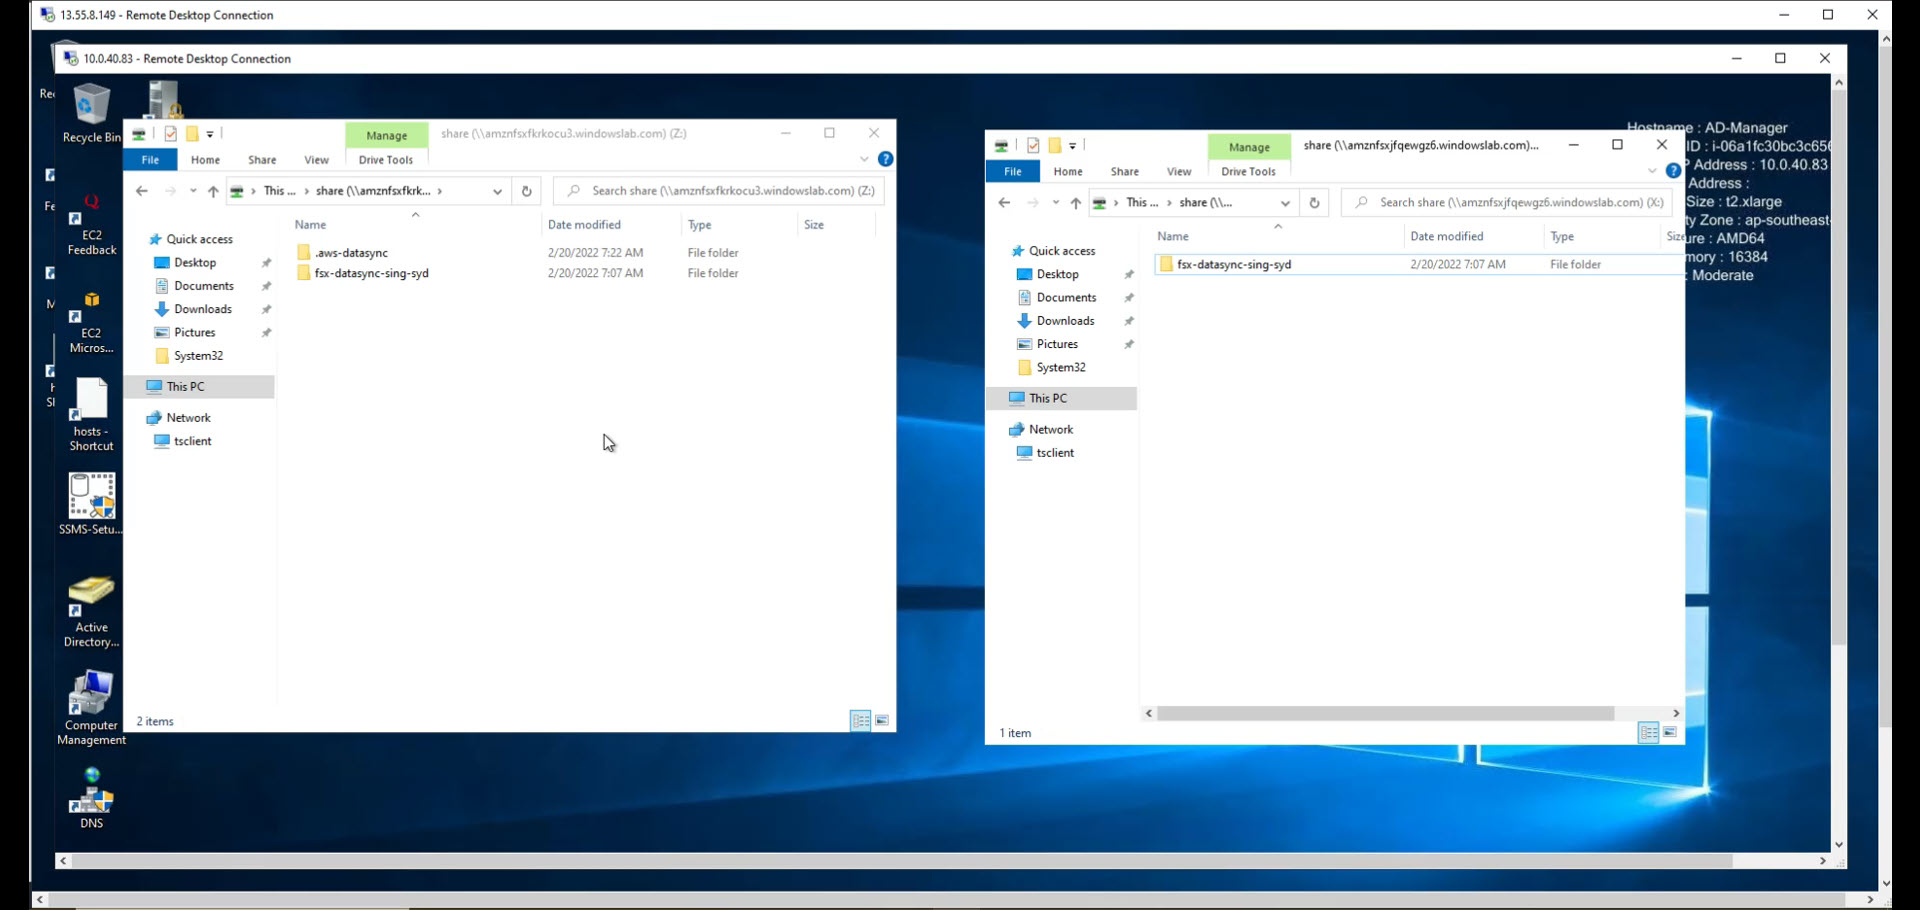 13.55.8.149 - Remote Desktop Connection
10.0.40.83 - Remote Desktop Connection
Recycle Bin
EC2
Feedback
EC2
Micros...
hosts -
Shortcut
SSMS-Setu...
Active
Directory...
Computer
Management
DNS
Manage
share (\\amznfsxfkrkocu3.windowslab.com) (Z:)
File
Home
Share
View
Drive Tools
This ...
share (\\amznfsxfkrk...
Search share (\\amznfsxfkrkocu3.windowslab.com) (Z:)
Name
Date modified
Type
Size
Quick access
Desktop
Documents
Downloads
Pictures
System32
This PC
Network
tsclient
.aws-datasync
2/20/2022 7:22 AM
File folder
fsx-datasync-sing-syd
2/20/2022 7:07 AM
File folder
2 items
Manage
share (\\amznfsxjfqewgz6.windowslab.com)...
File
Home
Share
View
Drive Tools
This ...
share (\\...
Search share (\\amznfsxjfqewgz6.windowslab.com) (X:)
Name
Date modified
Type
Size
Quick access
Desktop
Documents
Downloads
Pictures
System32
This PC
Network
tsclient
fsx-datasync-sing-syd
2/20/2022 7:07 AM
File folder
1 item
Hostname : AD-Manager
ID : i-06a1fc30bc3c656
P Address : 10.0.40.83
Address :
Size : t2.xlarge
ty Zone : ap-southeast-
ure : AMD64
mory : 16384
: Moderate